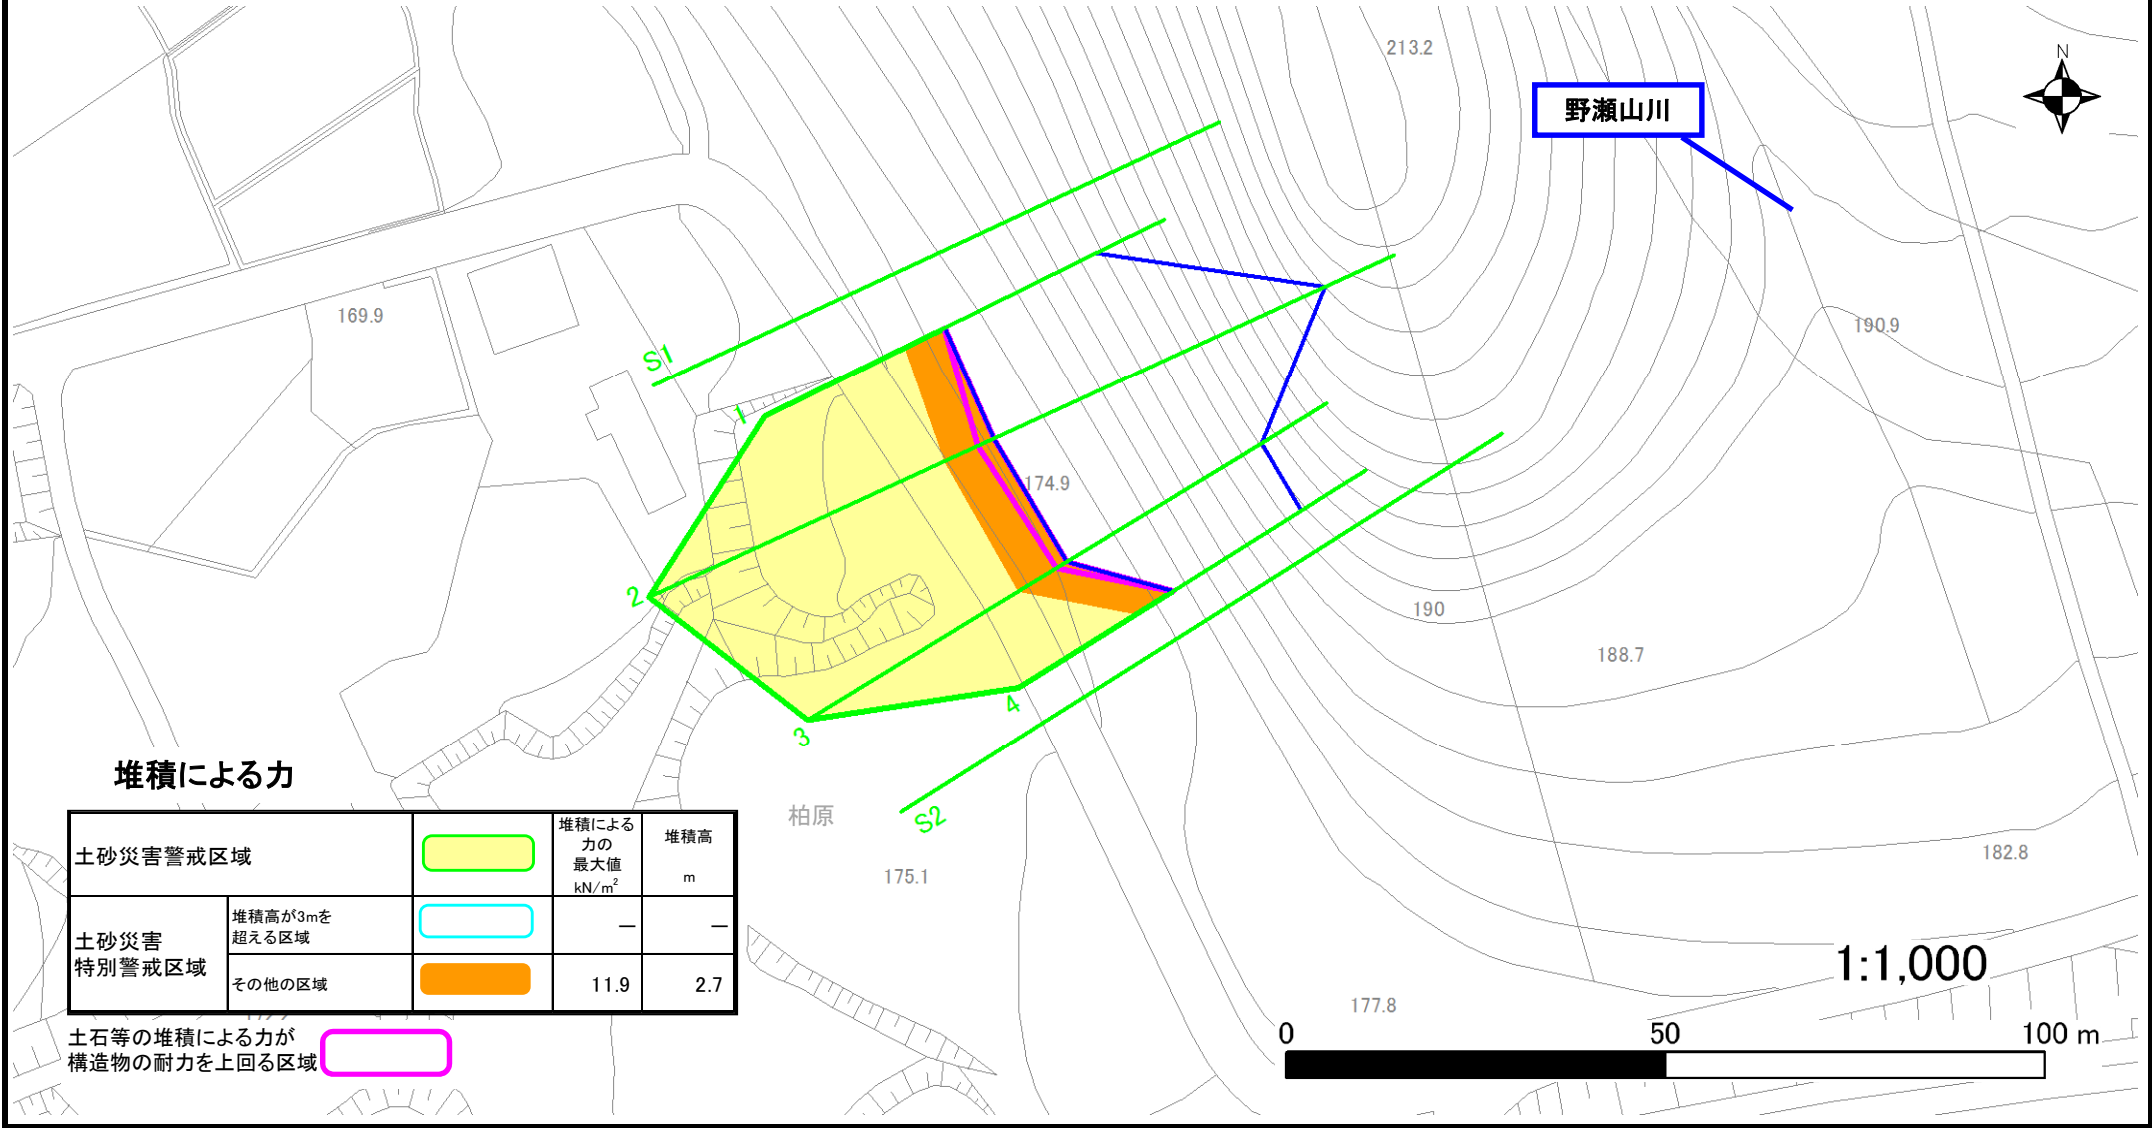 213.2
N
野瀬山川
169.9
190.9
S1
1
174.9
2
190
188.7
4
3
堆積による力
柏原
S2
175.1
182.8
土砂災害警戒区域
堆積による
力の
最大値
kN/m²
堆積高
m
土砂災害
特別警戒区域
堆積高が3mを
超える区域
—
—
その他の区域
11.9
2.7
土石等の堆積による力が
構造物の耐力を上回る区域
1:1,000
177.8
0
50
100 m